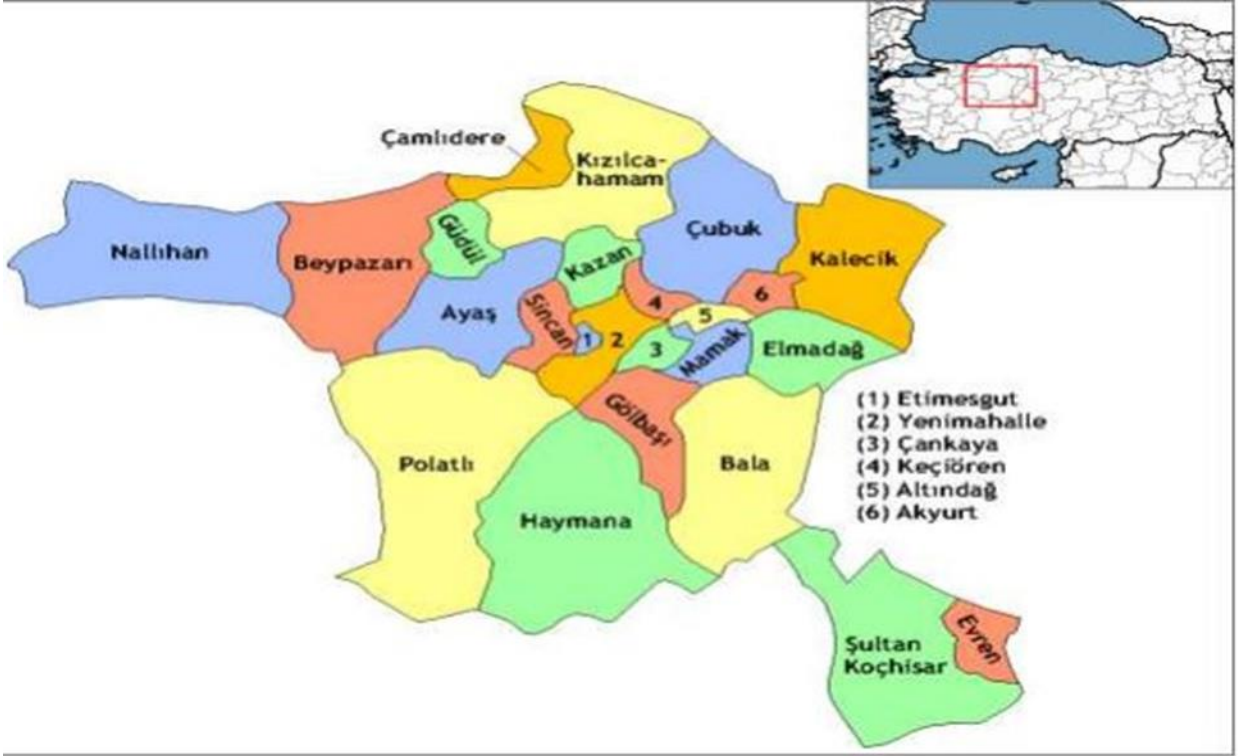 Çamlıdere
Kızılca-
hamam
Çubuk
Güdül
Nallıhan
Beypazarı
Kazan
Kalecik
Ayaş
Sincan
4
6
5
1
2
3
Mamak
Elmadağ
Gölbaşı
Polatlı
Bala
Haymana
(1) Etimesgut
(2) Yenimahalle
(3) Çankaya
(4) Keçiören
(5) Altındağ
(6) Akyurt
Şultan
Koçhisar
Evren